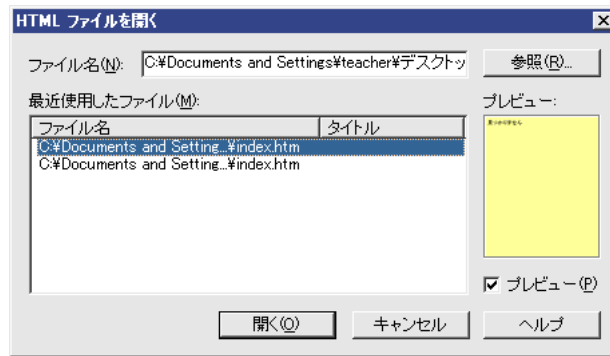 HTML ファイルを開く
ファイル名(N): C:¥Documents and Settings¥teacher¥デスクトッ 参照(R)...
最近使用したファイル(M): プレビュー:
ファイル名 タイトル
C:¥Documents and Setting...¥index.htm
C:¥Documents and Setting...¥index.htm
プレビュー(P)
開く(O) キャンセル ヘルプ